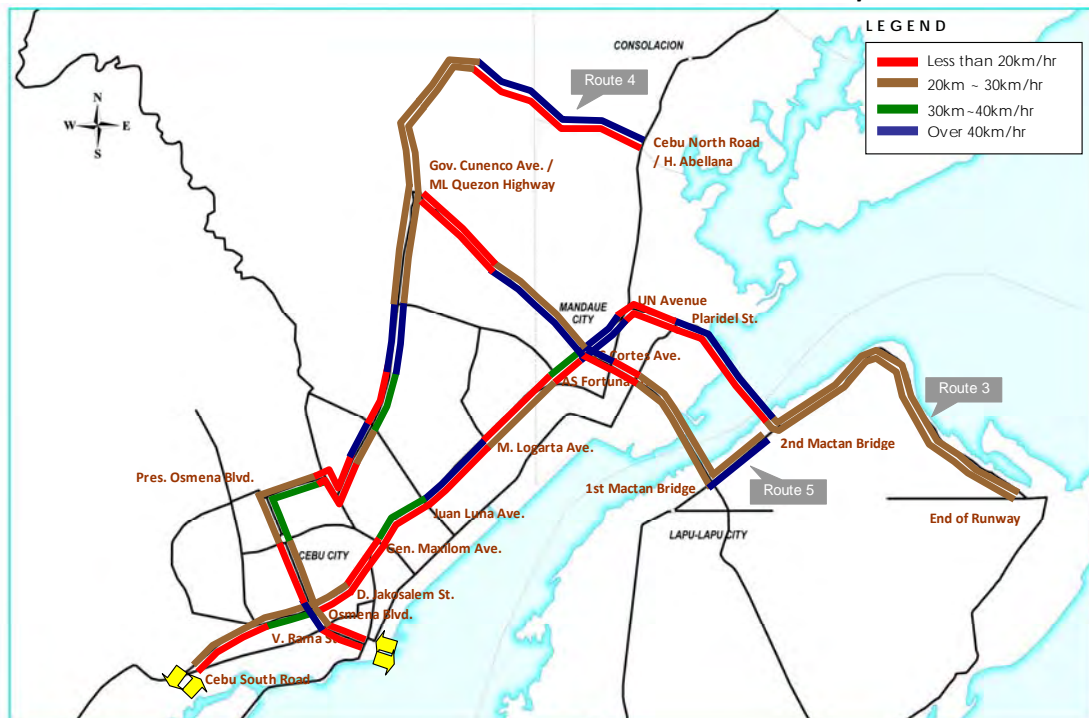 LEGEND
Less than 20km/hr
20km ~ 30km/hr
30km~40km/hr
Over 40km/hr
CONSOLACION
Route 4
N
W E
S
Cebu North Road
/ H. Abellana
Gov. Cunenco Ave. /
ML Quezon Highway
UN Avenue
MANDAUE
CITY
Plaridel St.
Cortes Ave.
AS Fortuna
Route 3
M. Logarta Ave.
2nd Mactan Bridge
Pres. Osmena Blvd.
1st Mactan Bridge
Route 5
Juan Luna Ave.
End of Runway
LAPU-LAPU CITY
Gen. Maxilom Ave.
CEBU CITY
D. Jakosalem St.
Osmena Blvd.
V. Rama
Cebu South Road